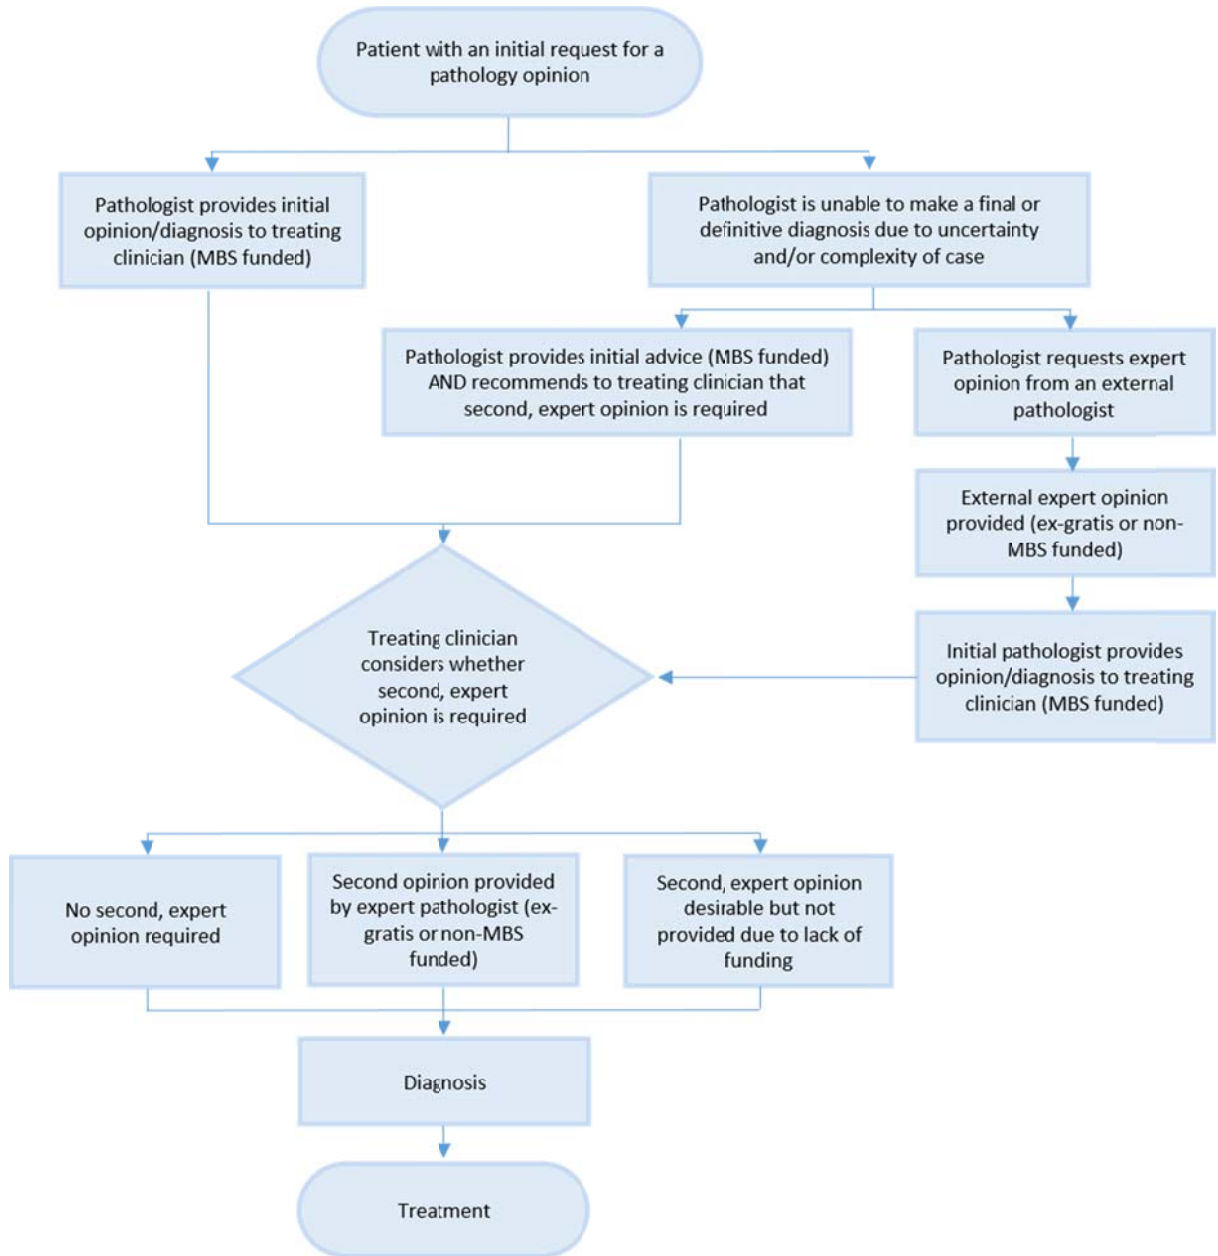 Patient with an initial request for a
pathology opinion
Pathologist provides initial
opinion/diagnosis to treating
clinician (MBS funded)
Pathologist is unable to make a final or
definitive diagnosis due to uncertainty
and/or complexity of case
Pathologist provides initial advice (MBS funded)
AND recommends to treating clinician that
second, expert opinion is required
Pathologist requests expert
opinion from an external
pathologist
External expert opinion
provided (ex-gratis or non-
MBS funded)
Initial pathologist provides
opinion/diagnosis to treating
clinician (MBS funded)
Treating clinician
considers whether
second, expert
opinion is required
No second, expert
opinion required
Second opinion provided
by expert pathologist (ex-
gratis or non-MBS
funded)
Second, expert opinion
desirable but not
provided due to lack of
funding
Diagnosis
Treatment